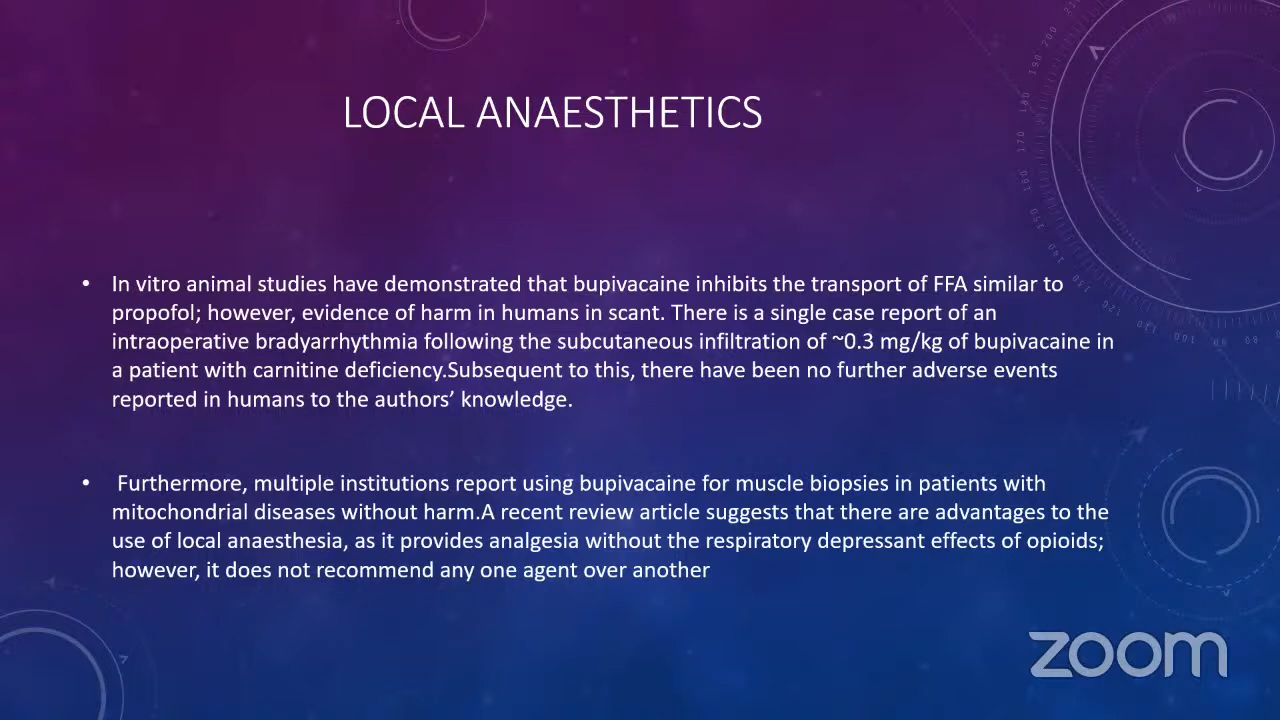 LOCAL ANAESTHETICS
• In vitro animal studies have demonstrated that bupivacaine inhibits the transport of FFA similar to
propofol; however, evidence of harm in humans in scant. There is a single case report of an
intraoperative bradyarrhythmia following the subcutaneous infiltration of ~0.3 mg/kg of bupivacaine in
a patient with carnitine deficiency.Subsequent to this, there have been no further adverse events
reported in humans to the authors’ knowledge.
• Furthermore, multiple institutions report using bupivacaine for muscle biopsies in patients with
mitochondrial diseases without harm.A recent review article suggests that there are advantages to the
use of local anaesthesia, as it provides analgesia without the respiratory depressant effects of opioids;
however, it does not recommend any one agent over another
zoom